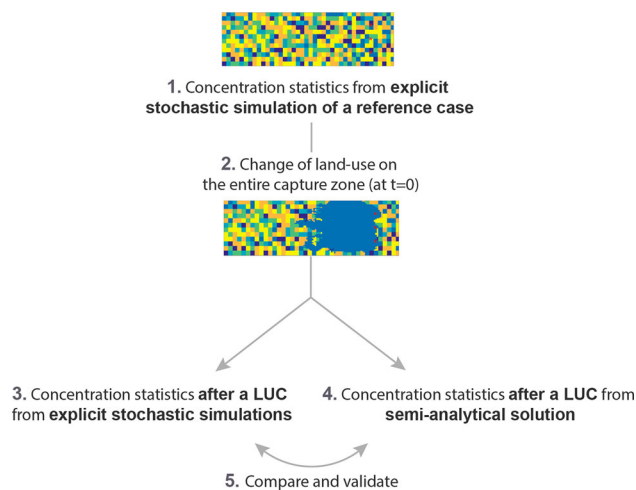 1. Concentration statistics from explicit
stochastic simulation of a reference case
2. Change of land-use on
the entire capture zone (at t=0)
3. Concentration statistics after a LUC
from explicit stochastic simulations
4. Concentration statistics after a LUC from
semi-analytical solution
5. Compare and validate